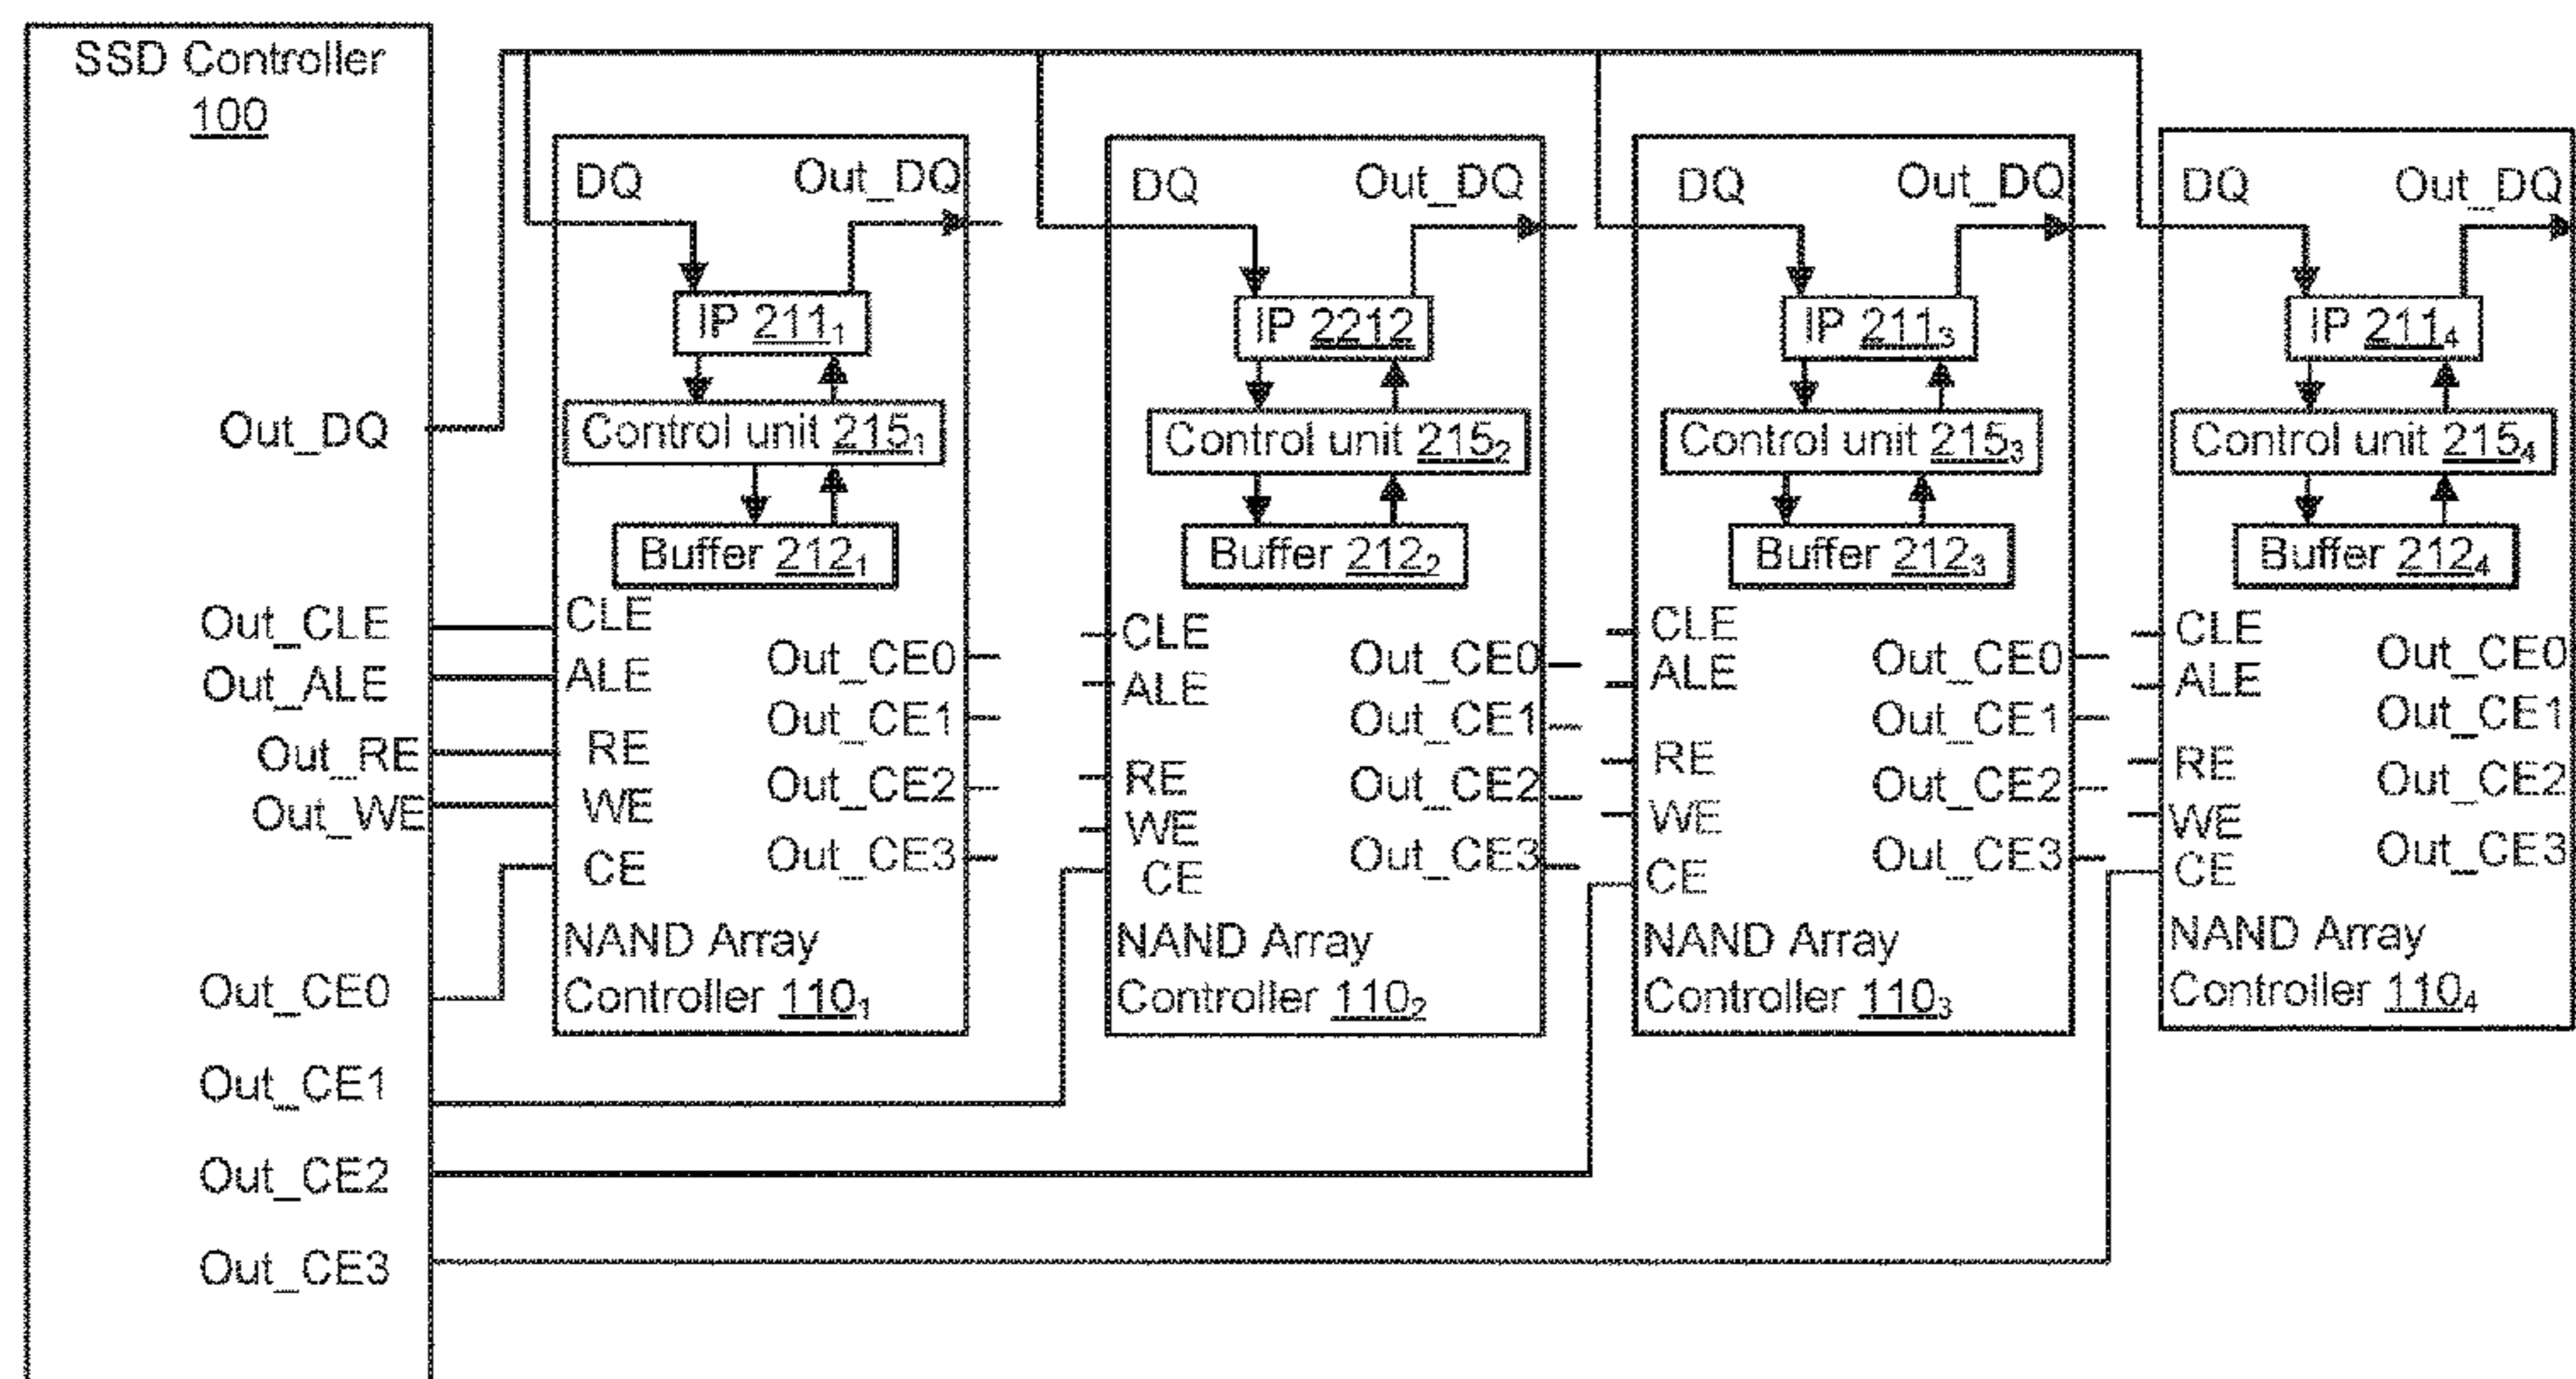 SSD Controller
100
Out_DQ
Out_CLE
Out_ALE
Out_RE
Out_WE
Out_CE0
Out_CE1
Out_CE2
Out_CE3
DQ Out_DQ
IP 211₁
Control unit 215₁
Buffer 212₁
CLE
ALE
RE
WE
CE
Out_CE0
Out_CE1
Out_CE2
Out_CE3
NAND Array
Controller 110₁
DQ Out_DQ
IP 2212
Control unit 215₂
Buffer 212₂
CLE
ALE
RE
WE
CE
Out_CE0
Out_CE1
Out_CE2
Out_CE3
NAND Array
Controller 110₂
DQ Out_DQ
IP 211₃
Control unit 215₃
Buffer 212₃
CLE
ALE
RE
WE
CE
Out_CE0
Out_CE1
Out_CE2
Out_CE3
NAND Array
Controller 110₃
DQ Out_DQ
IP 211₄
Control unit 215₄
Buffer 212₄
CLE
ALE
RE
WE
CE
Out_CE0
Out_CE1
Out_CE2
Out_CE3
NAND Array
Controller 110₄